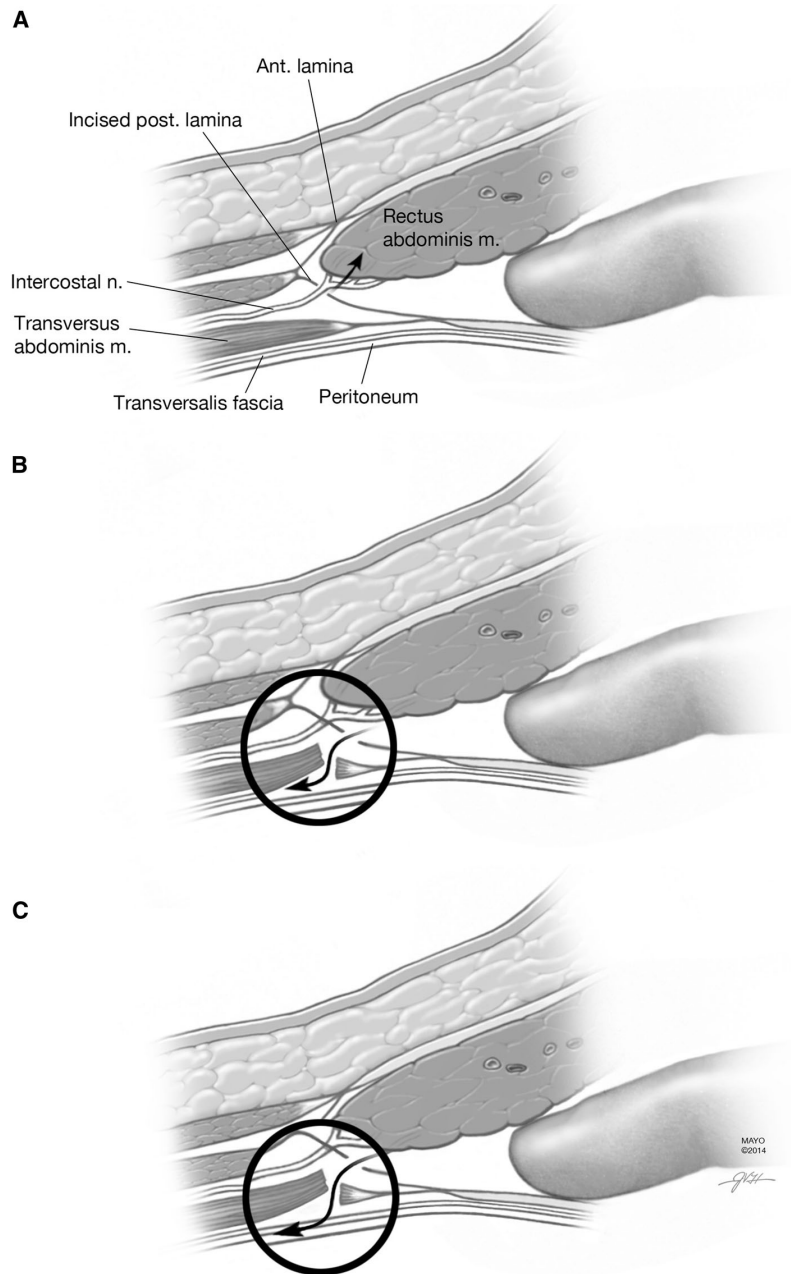 A
Ant. lamina
Incised post. lamina
Rectus
abdominis m.
Intercostal n.
Transversus
abdominis m.
Transversalis fascia
Peritoneum
B
C
MAYO
©2014